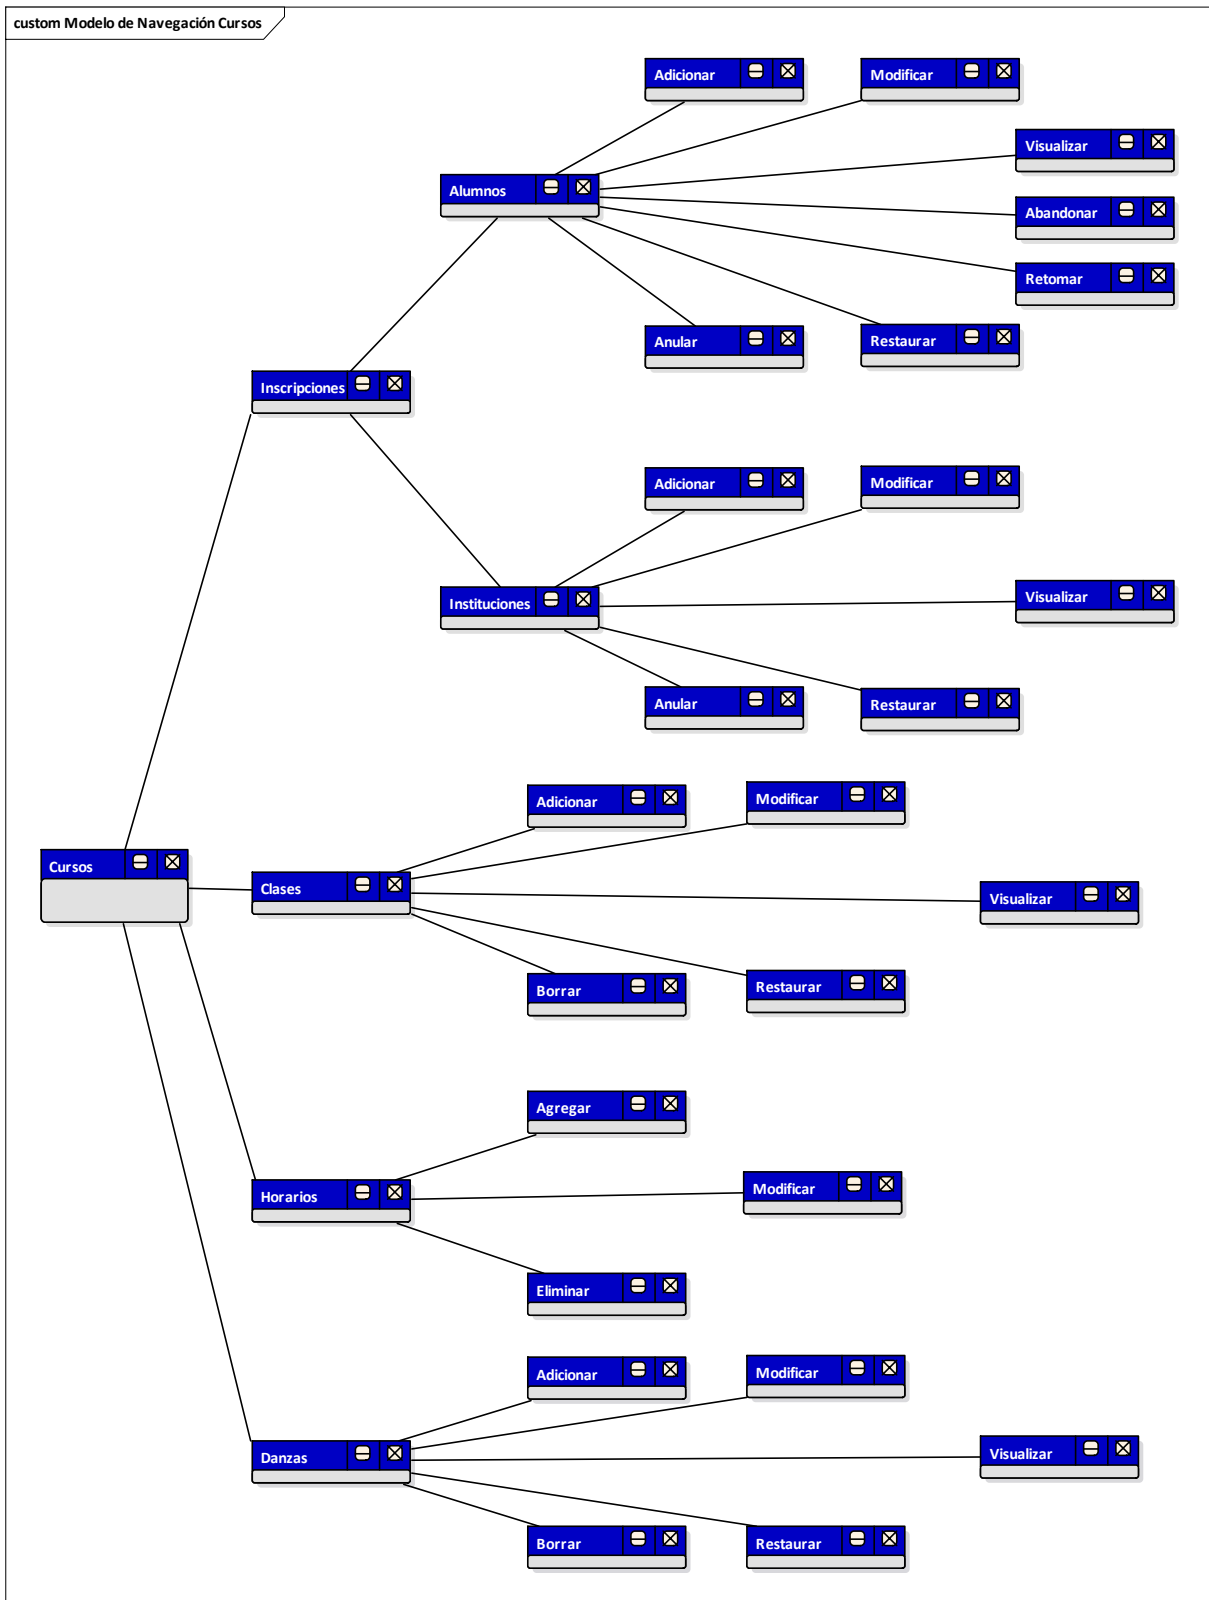 custom Modelo de Navegación Cursos
Adicionar
Modificar
Visualizar
Alumnos
Abandonar
Retomar
Anular
Restaurar
Inscripciones
Adicionar
Modificar
Instituciones
Visualizar
Anular
Restaurar
Adicionar
Modificar
Cursos
Clases
Visualizar
Borrar
Restaurar
Agregar
Horarios
Modificar
Eliminar
Adicionar
Modificar
Danzas
Visualizar
Borrar
Restaurar